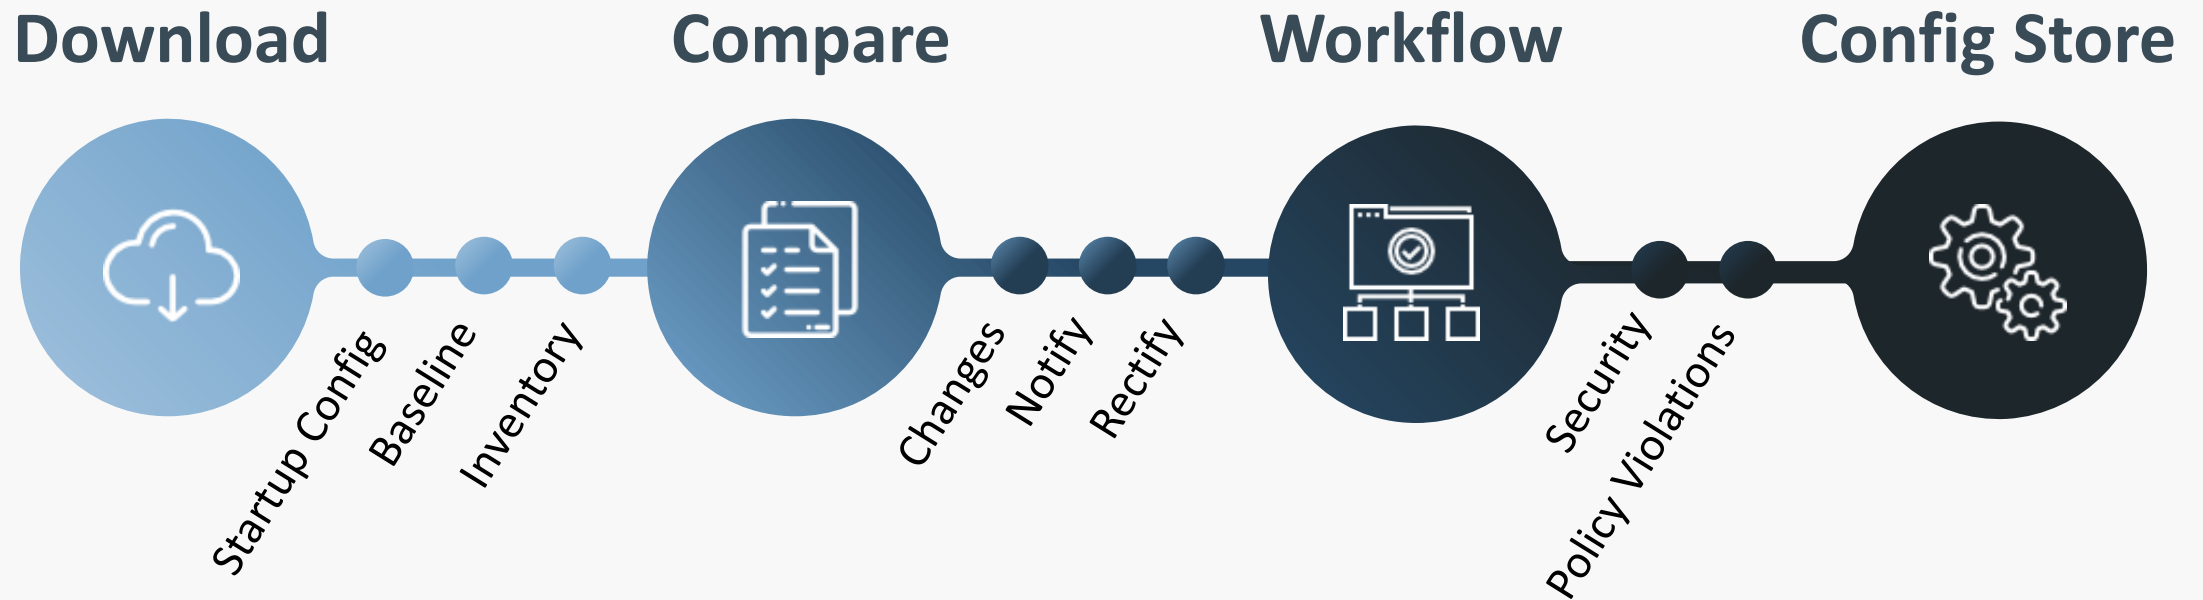 Download
Compare
Workflow
Config Store
Startup Config
Baseline
Inventory
Changes
Notify
Rectify
Security
Policy Violations